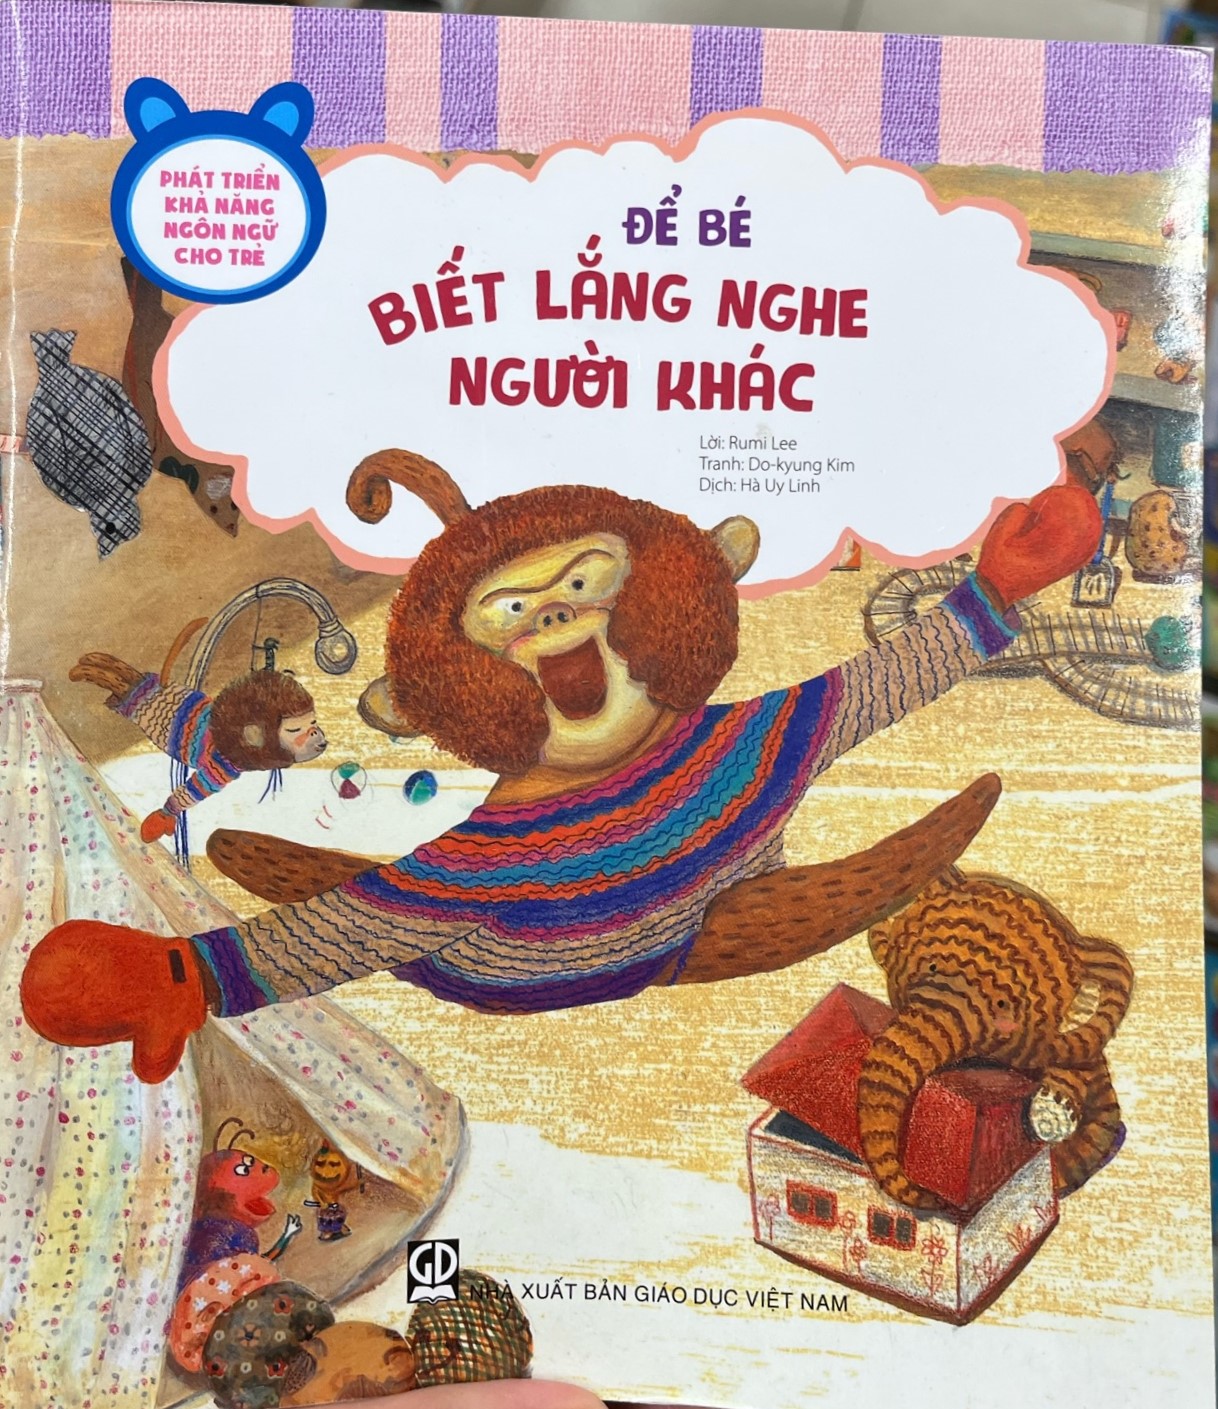 PHÁT TRIỂN
KHẢ NĂNG
NGÔN NGỮ
CHO TRẺ
ĐỂ BÉ
BIẾT LẮNG NGHE
NGƯỜI KHÁC
Lời: Rumi Lee
Tranh: Do-kyung Kim
Dịch: Hà Uy Linh
GD
NHÀ XUẤT BẢN GIÁO DỤC VIỆT NAM